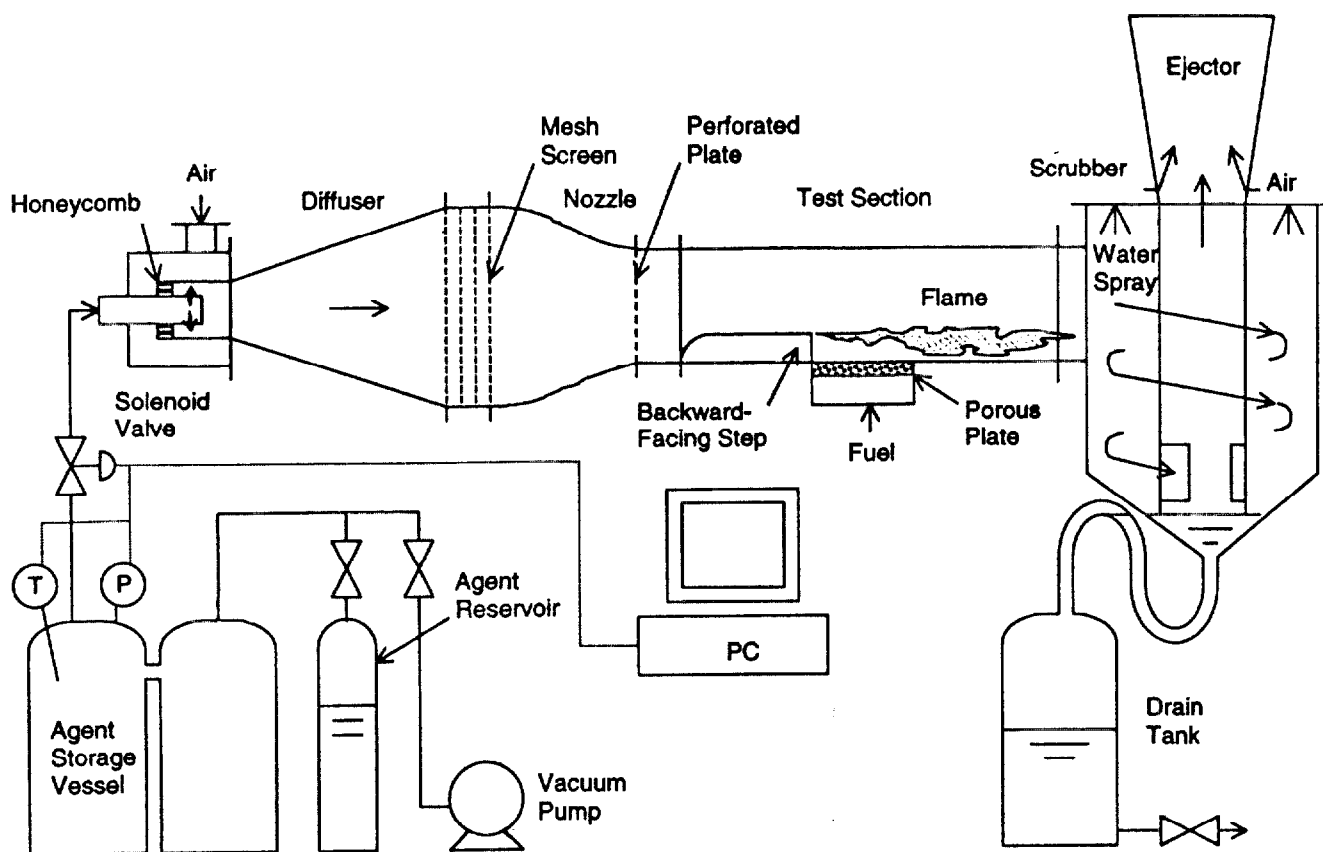 Ejector
Mesh
Screen
Perforated
Plate
Scrubber
Air
Air
Honeycomb
Diffuser
Nozzle
Test Section
Water
Spray
Flame
Solenoid
Valve
Backward-
Facing Step
Fuel
Porous
Plate
T
P
Agent
Reservoir
PC
Agent
Storage
Vessel
Vacuum
Pump
Drain
Tank